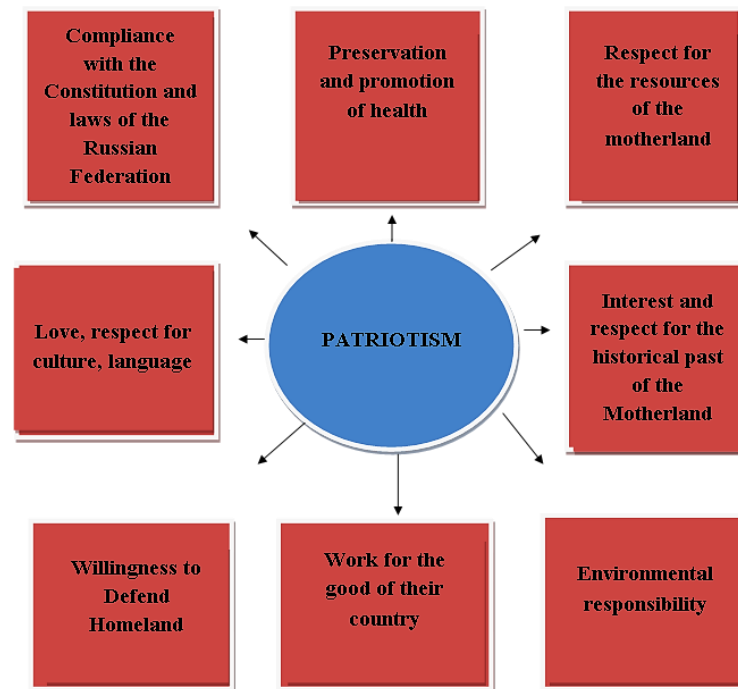 Compliance
with the
Constitution and
laws of the
Russian
Federation
Preservation
and promotion
of health
Respect for
the resources
of the
motherland
Love, respect for
culture, language
PATRIOTISM
Interest and
respect for the
historical past
of the
Motherland
Willingness to
Defend
Homeland
Work for the
good of their
country
Environmental
responsibility